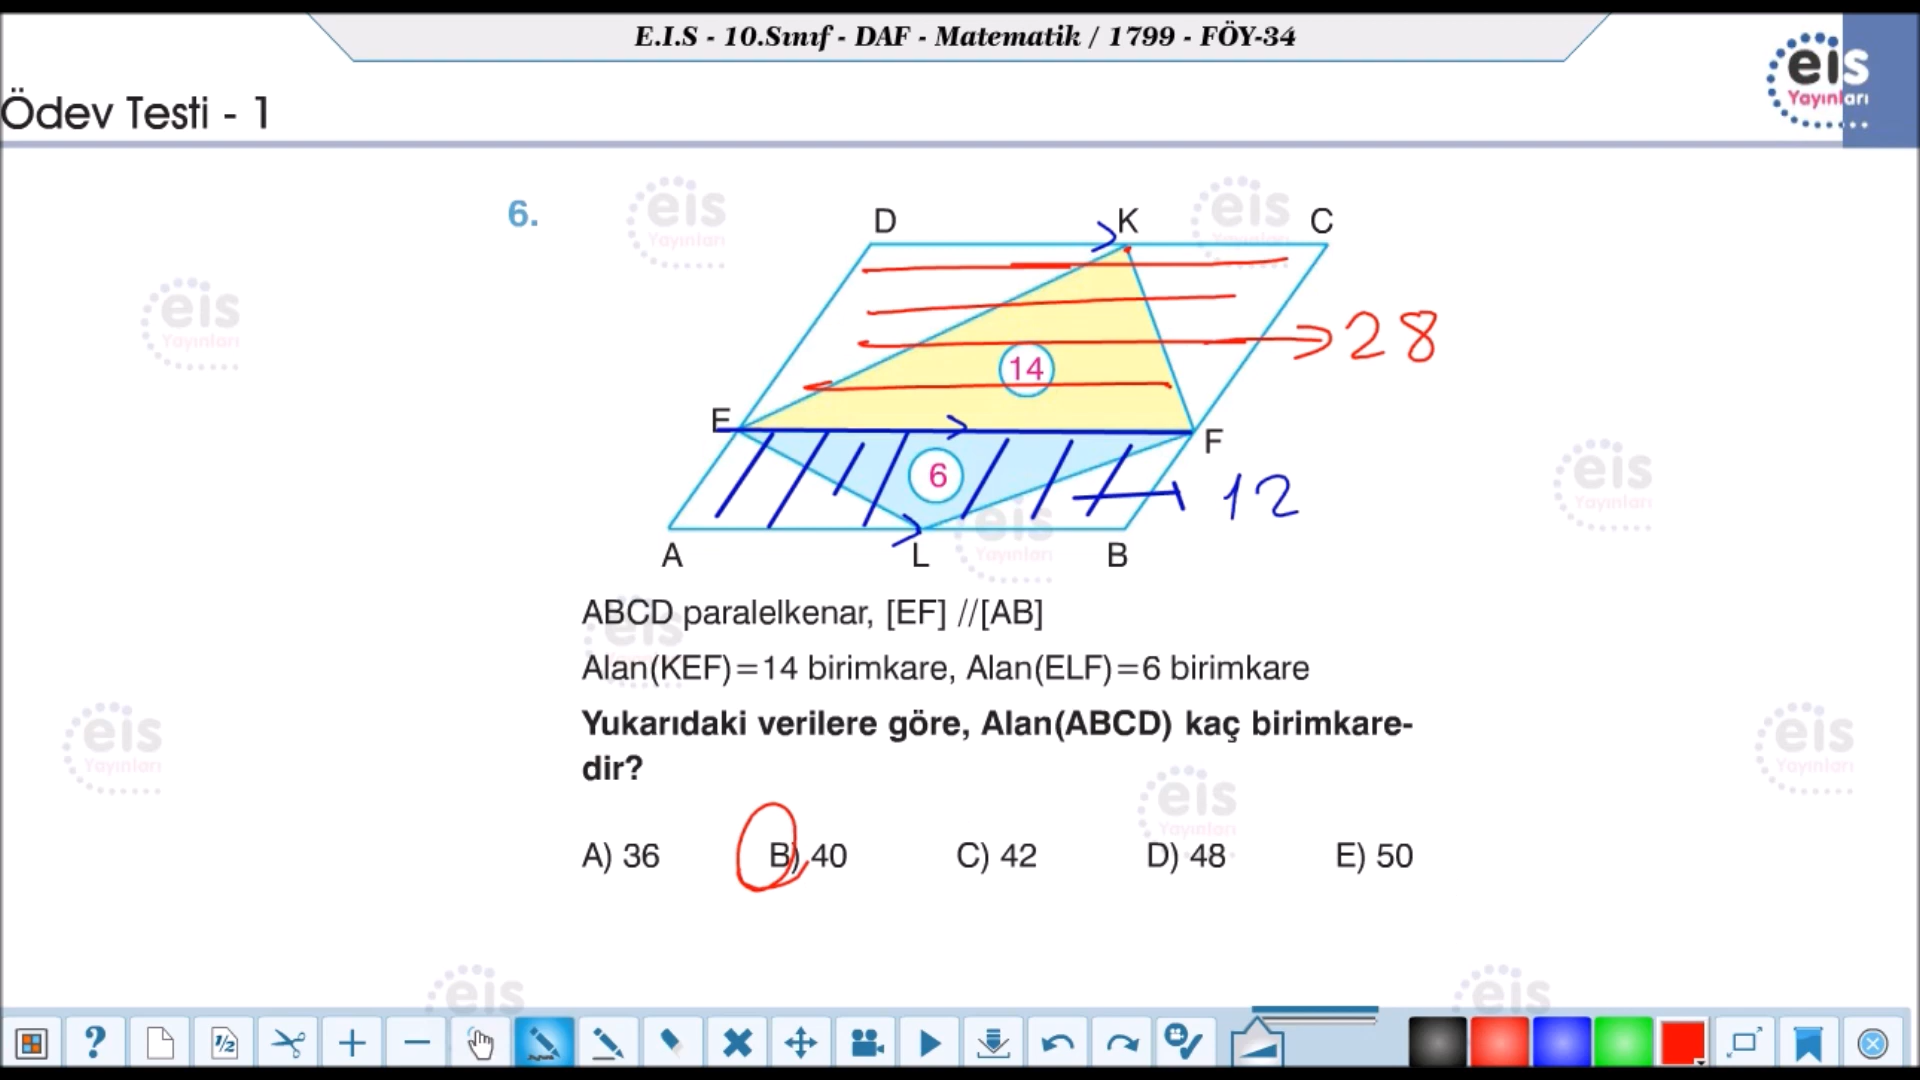 E.I.S - 10.Sınıf - DAF - Matematik / 1799 - FÖY-34
eis
Yayınları
Ödev Testi - 1
6.
D
K
C
28
14
E
F
6
12
A
L
B
ABCD paralelkenar, [EF] //[AB]
Alan(KEF)=14 birimkare, Alan(ELF)=6 birimkare
Yukarıdaki verilere göre, Alan(ABCD) kaç birimkare-
dir?
A) 36 B) 40 C) 42 D) 48 E) 50